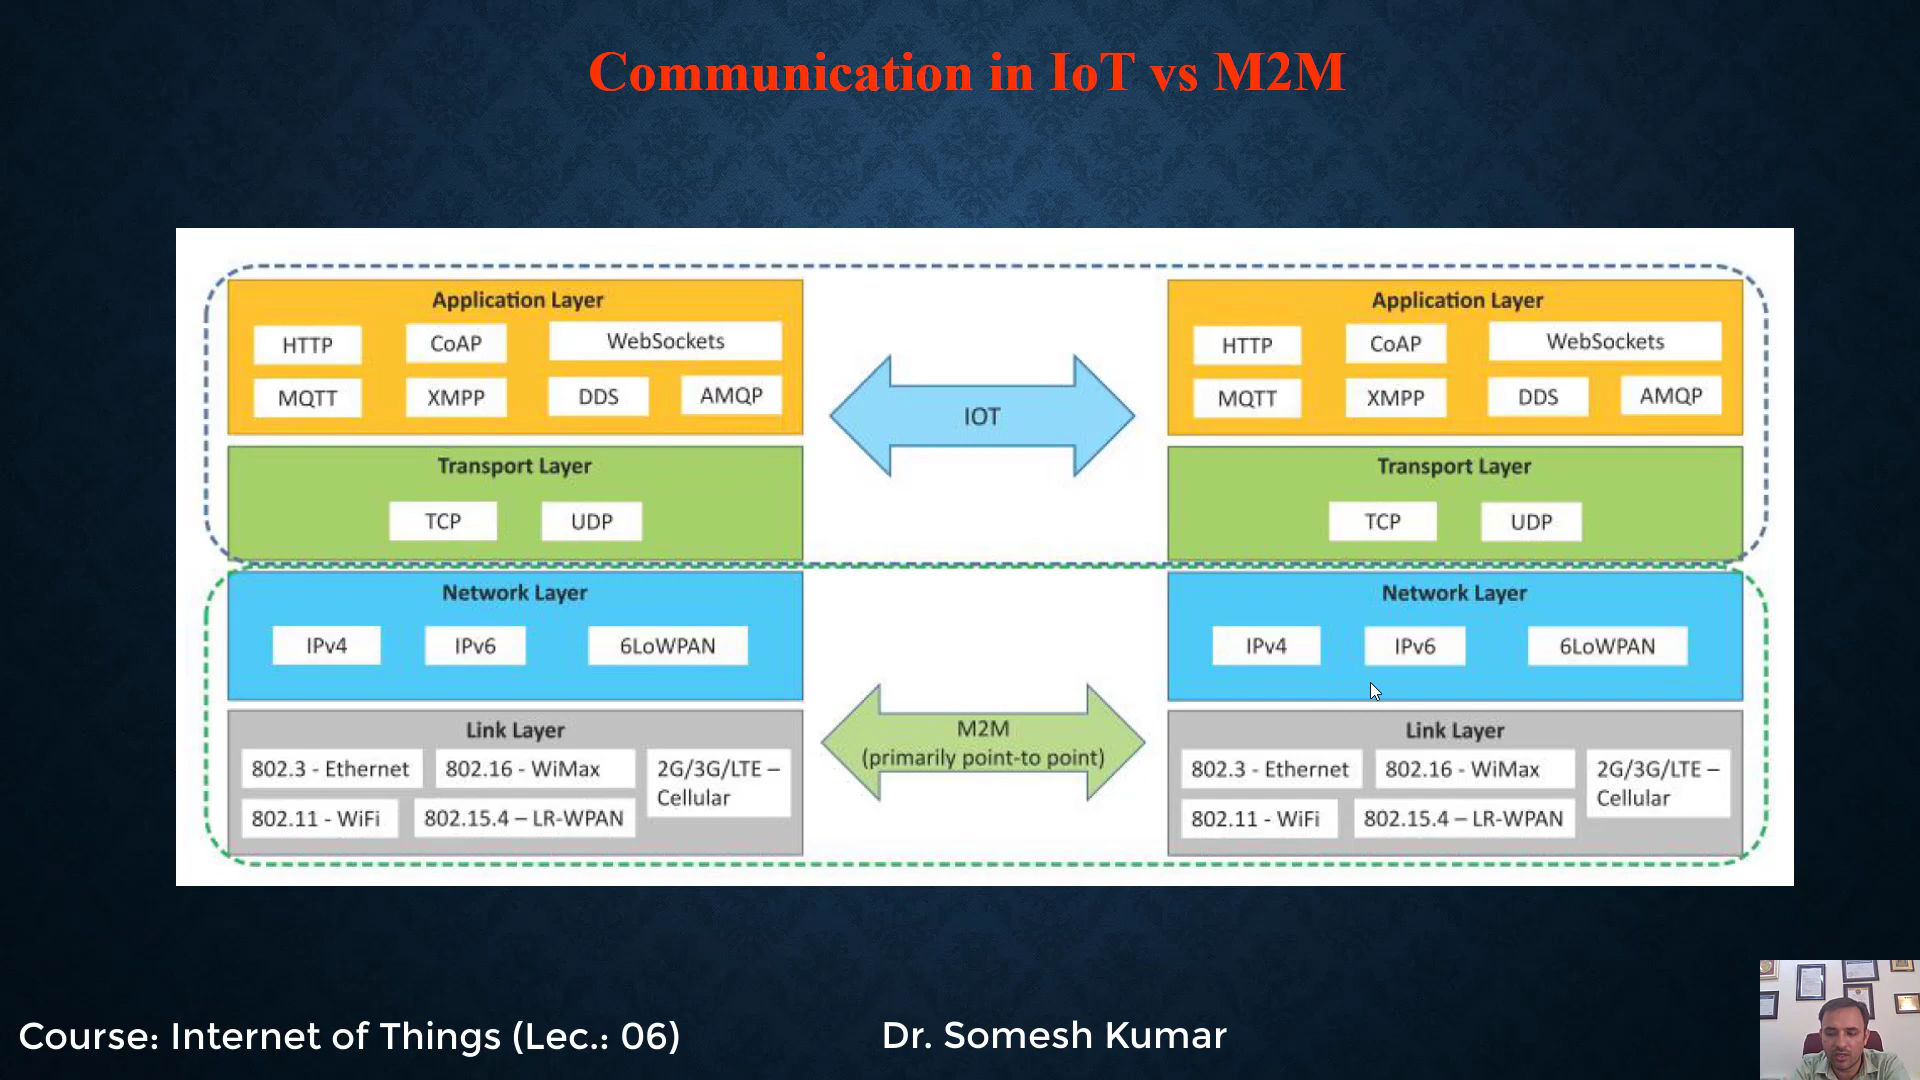 Communication in IoT vs M2M
Application Layer
HTTP
CoAP
WebSockets
MQTT
XMPP
DDS
AMQP
Transport Layer
TCP
UDP
Network Layer
IPv4
IPv6
6LoWPAN
Link Layer
802.3 - Ethernet
802.16 - WiMax
2G/3G/LTE –
Cellular
802.11 - WiFi
802.15.4 – LR-WPAN
IOT
M2M
(primarily point-to point)
Application Layer
HTTP
CoAP
WebSockets
MQTT
XMPP
DDS
AMQP
Transport Layer
TCP
UDP
Network Layer
IPv4
IPv6
6LoWPAN
Link Layer
802.3 - Ethernet
802.16 - WiMax
2G/3G/LTE –
Cellular
802.11 - WiFi
802.15.4 – LR-WPAN
Course: Internet of Things (Lec.: 06)
Dr. Somesh Kumar